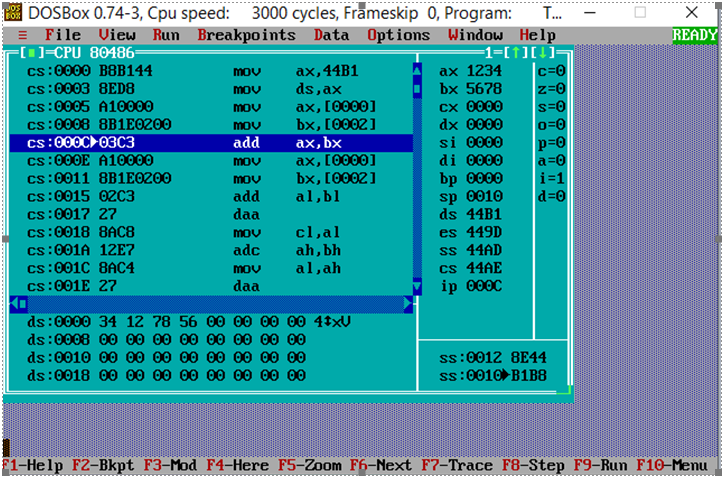 DOSBox 0.74-3, Cpu speed: 3000 cycles, Frameskip 0, Program: T...
≡ File View Run Breakpoints Data Options Window Help READY
[■]=CPU 80486 1=[↑][↓]
cs:0000 B8B144 mov ax,44B1 ax 1234 c=0
cs:0003 8ED8 mov ds,ax bx 5678 z=0
cs:0005 A10000 mov ax,[0000] cx 0000 s=0
cs:0008 8B1E0200 mov bx,[0002] dx 0000 o=0
cs:000C►03C3 add ax,bx si 0000 p=0
cs:000E A10000 mov ax,[0000] di 0000 a=0
cs:0011 8B1E0200 mov bx,[0002] bp 0000 i=1
cs:0015 02C3 add al,bl sp 0010 d=0
cs:0017 27 daa ds 44B1
cs:0018 8AC8 mov cl,al es 449D
cs:001A 12E7 adc ah,bh ss 44AD
cs:001C 8AC4 mov al,ah cs 44AE
cs:001E 27 daa ip 000C
ds:0000 34 12 78 56 00 00 00 00 4↕xV
ds:0008 00 00 00 00 00 00 00 00
ds:0010 00 00 00 00 00 00 00 00 ss:0012 8E44
ds:0018 00 00 00 00 00 00 00 00 ss:0010►B1B8
F1-Help F2-Bkpt F3-Mod F4-Here F5-Zoom F6-Next F7-Trace F8-Step F9-Run F10-Menu